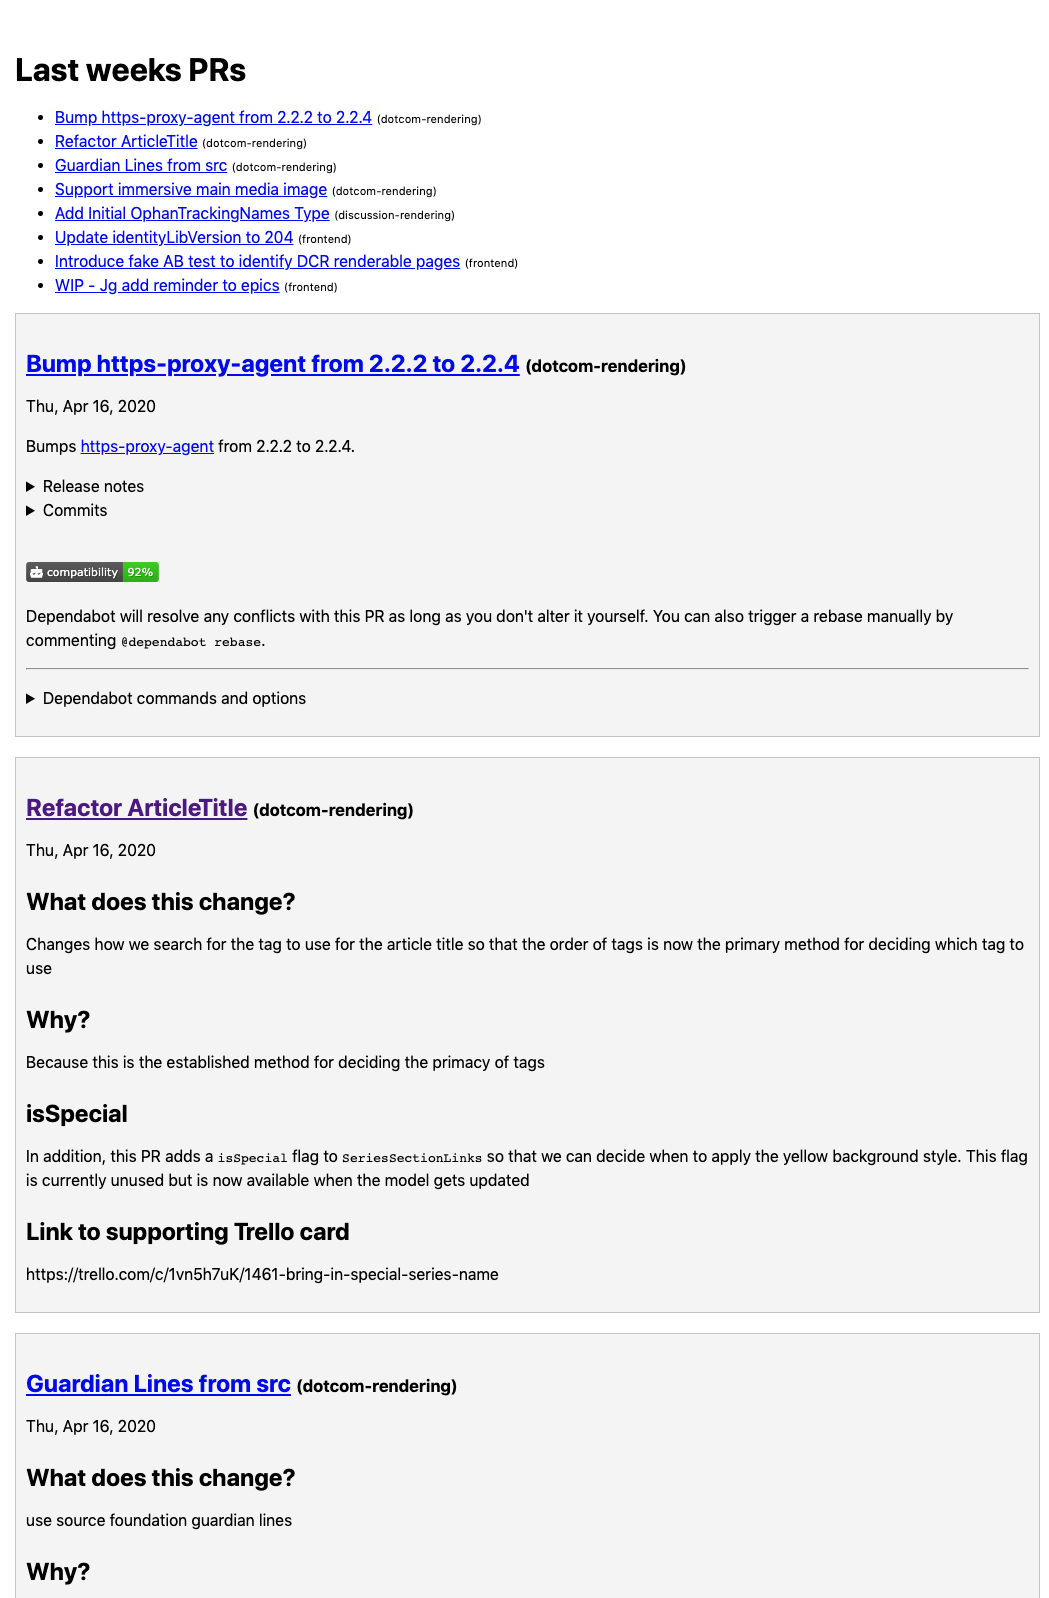 Last weeks PRs
Bump https-proxy-agent from 2.2.2 to 2.2.4 (dotcom-rendering)
Refactor ArticleTitle (dotcom-rendering)
Guardian Lines from src (dotcom-rendering)
Support immersive main media image (dotcom-rendering)
Add Initial OphanTrackingNames Type (discussion-rendering)
Update identityLibVersion to 204 (frontend)
Introduce fake AB test to identify DCR renderable pages (frontend)
WIP - Jg add reminder to epics (frontend)
Bump https-proxy-agent from 2.2.2 to 2.2.4 (dotcom-rendering)
Thu, Apr 16, 2020
Bumps https-proxy-agent from 2.2.2 to 2.2.4.
Release notes
Commits
compatibility 92%
Dependabot will resolve any conflicts with this PR as long as you don't alter it yourself. You can also trigger a rebase manually by
commenting @dependabot rebase.
Dependabot commands and options
Refactor ArticleTitle (dotcom-rendering)
Thu, Apr 16, 2020
What does this change?
Changes how we search for the tag to use for the article title so that the order of tags is now the primary method for deciding which tag to
use
Why?
Because this is the established method for deciding the primacy of tags
isSpecial
In addition, this PR adds a isSpecial flag to SeriesSectionLinks so that we can decide when to apply the yellow background style. This flag
is currently unused but is now available when the model gets updated
Link to supporting Trello card
https://trello.com/c/1vn5h7uK/1461-bring-in-special-series-name
Guardian Lines from src (dotcom-rendering)
Thu, Apr 16, 2020
What does this change?
use source foundation guardian lines
Why?